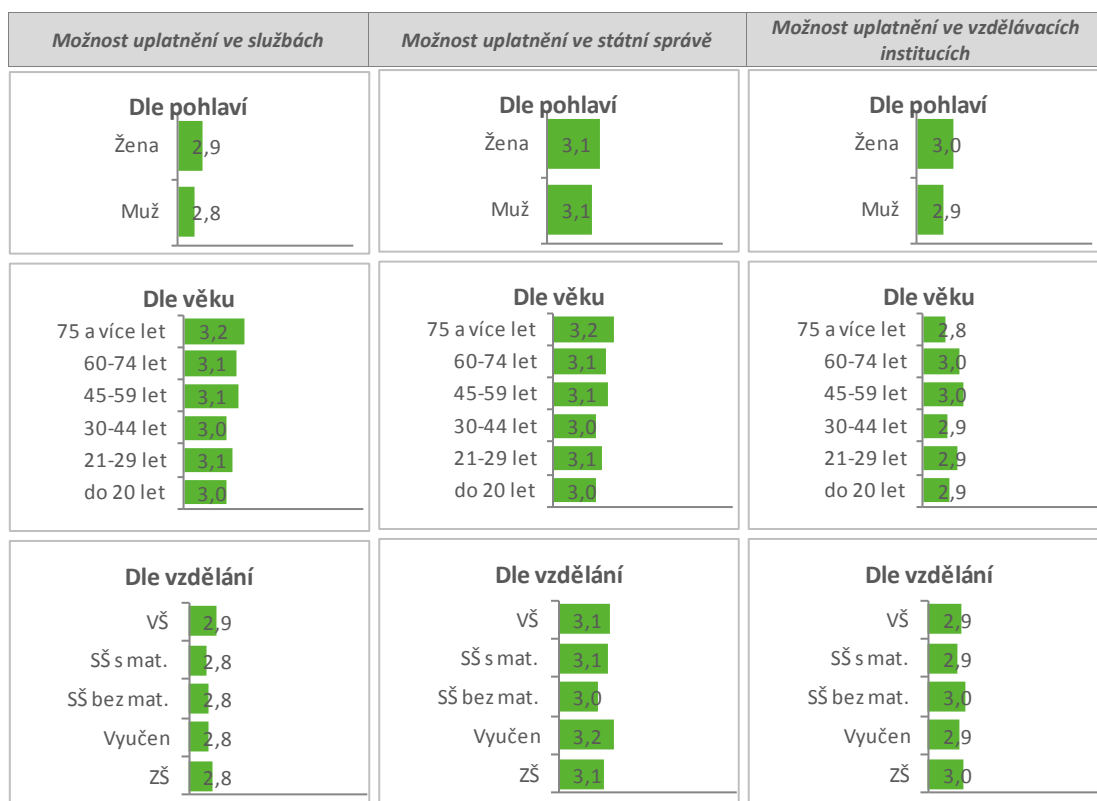 Možnost uplatnění ve službách
Možnost uplatnění ve státní správě
Možnost uplatnění ve vzdělávacích
institucích
Dle pohlaví
Žena 2,9
Muž 2,8
Dle pohlaví
Žena 3,1
Muž 3,1
Dle pohlaví
Žena 3,0
Muž 2,9
Dle věku
75 a více let 3,2
60-74 let 3,1
45-59 let 3,1
30-44 let 3,0
21-29 let 3,1
do 20 let 3,0
Dle věku
75 a více let 3,2
60-74 let 3,1
45-59 let 3,1
30-44 let 3,0
21-29 let 3,1
do 20 let 3,0
Dle věku
75 a více let 2,8
60-74 let 3,0
45-59 let 3,0
30-44 let 2,9
21-29 let 2,9
do 20 let 2,9
Dle vzdělání
VŠ 2,9
SŠ s mat. 2,8
SŠ bez mat. 2,8
Vyučen 2,8
ZŠ 2,8
Dle vzdělání
VŠ 3,1
SŠ s mat. 3,1
SŠ bez mat. 3,0
Vyučen 3,2
ZŠ 3,1
Dle vzdělání
VŠ 2,9
SŠ s mat. 2,9
SŠ bez mat. 3,0
Vyučen 2,9
ZŠ 3,0